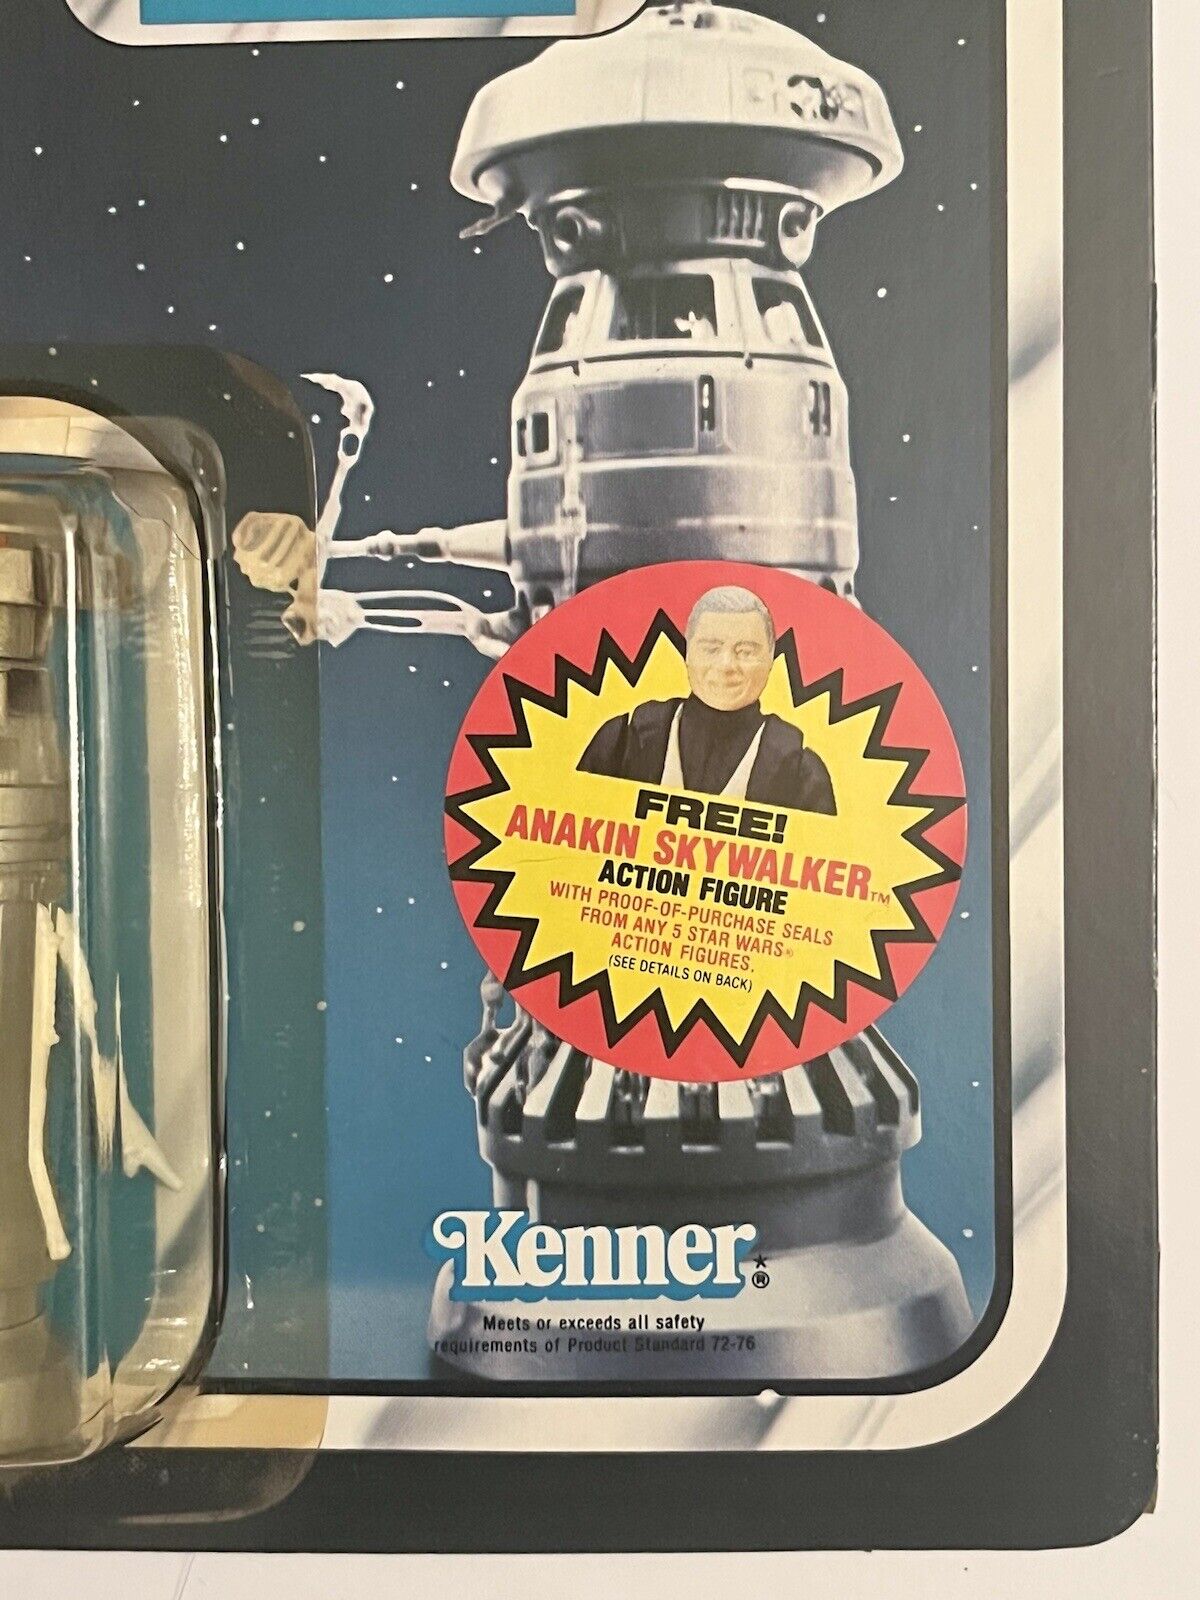 FREE!
ANAKIN SKYWALKER™
ACTION FIGURE
WITH PROOF-OF-PURCHASE SEALS
FROM ANY 5 STAR WARS®
ACTION FIGURES.
(SEE DETAILS ON BACK)
Kenner*®
Meets or exceeds all safety
requirements of Product Standard 72-76